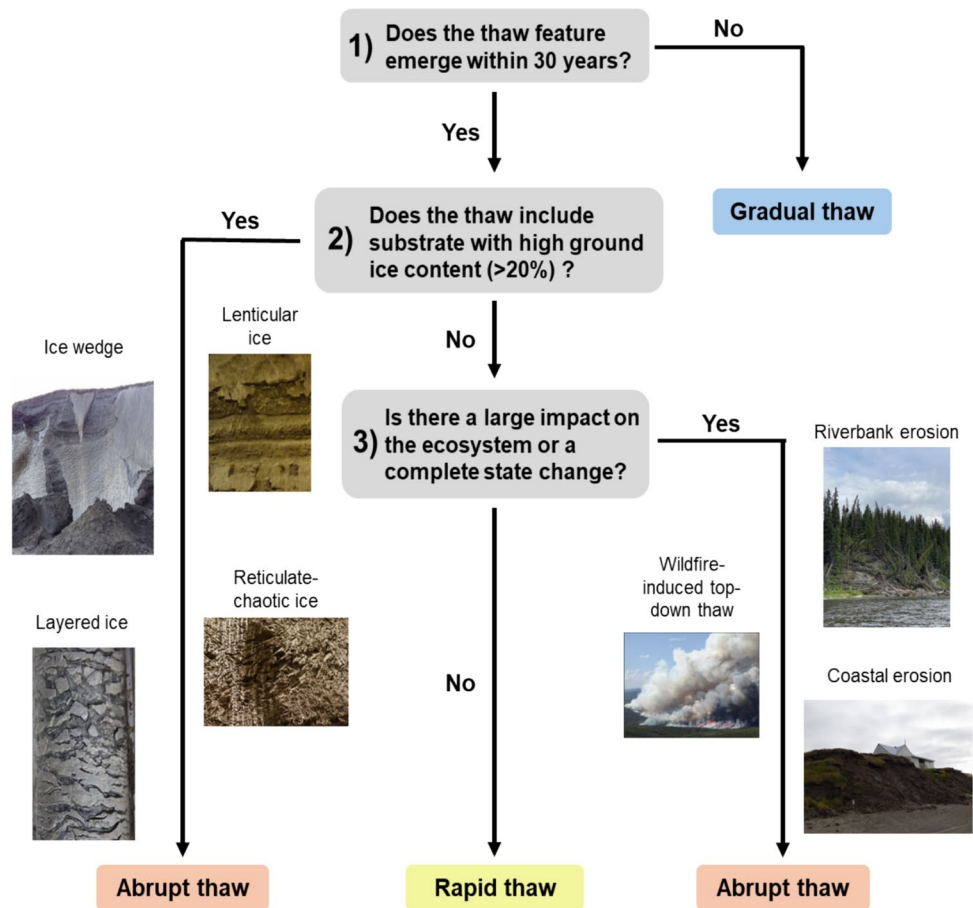 1) Does the thaw feature
emerge within 30 years?
No
Yes
Gradual thaw
2) Does the thaw include
substrate with high ground
ice content (>20%) ?
Yes
No
Ice wedge
Lenticular
ice
3) Is there a large impact on
the ecosystem or a
complete state change?
Yes
Riverbank erosion
Layered ice
Reticulate-
chaotic ice
Wildfire-
induced top-
down thaw
No
Coastal erosion
Abrupt thaw
Rapid thaw
Abrupt thaw